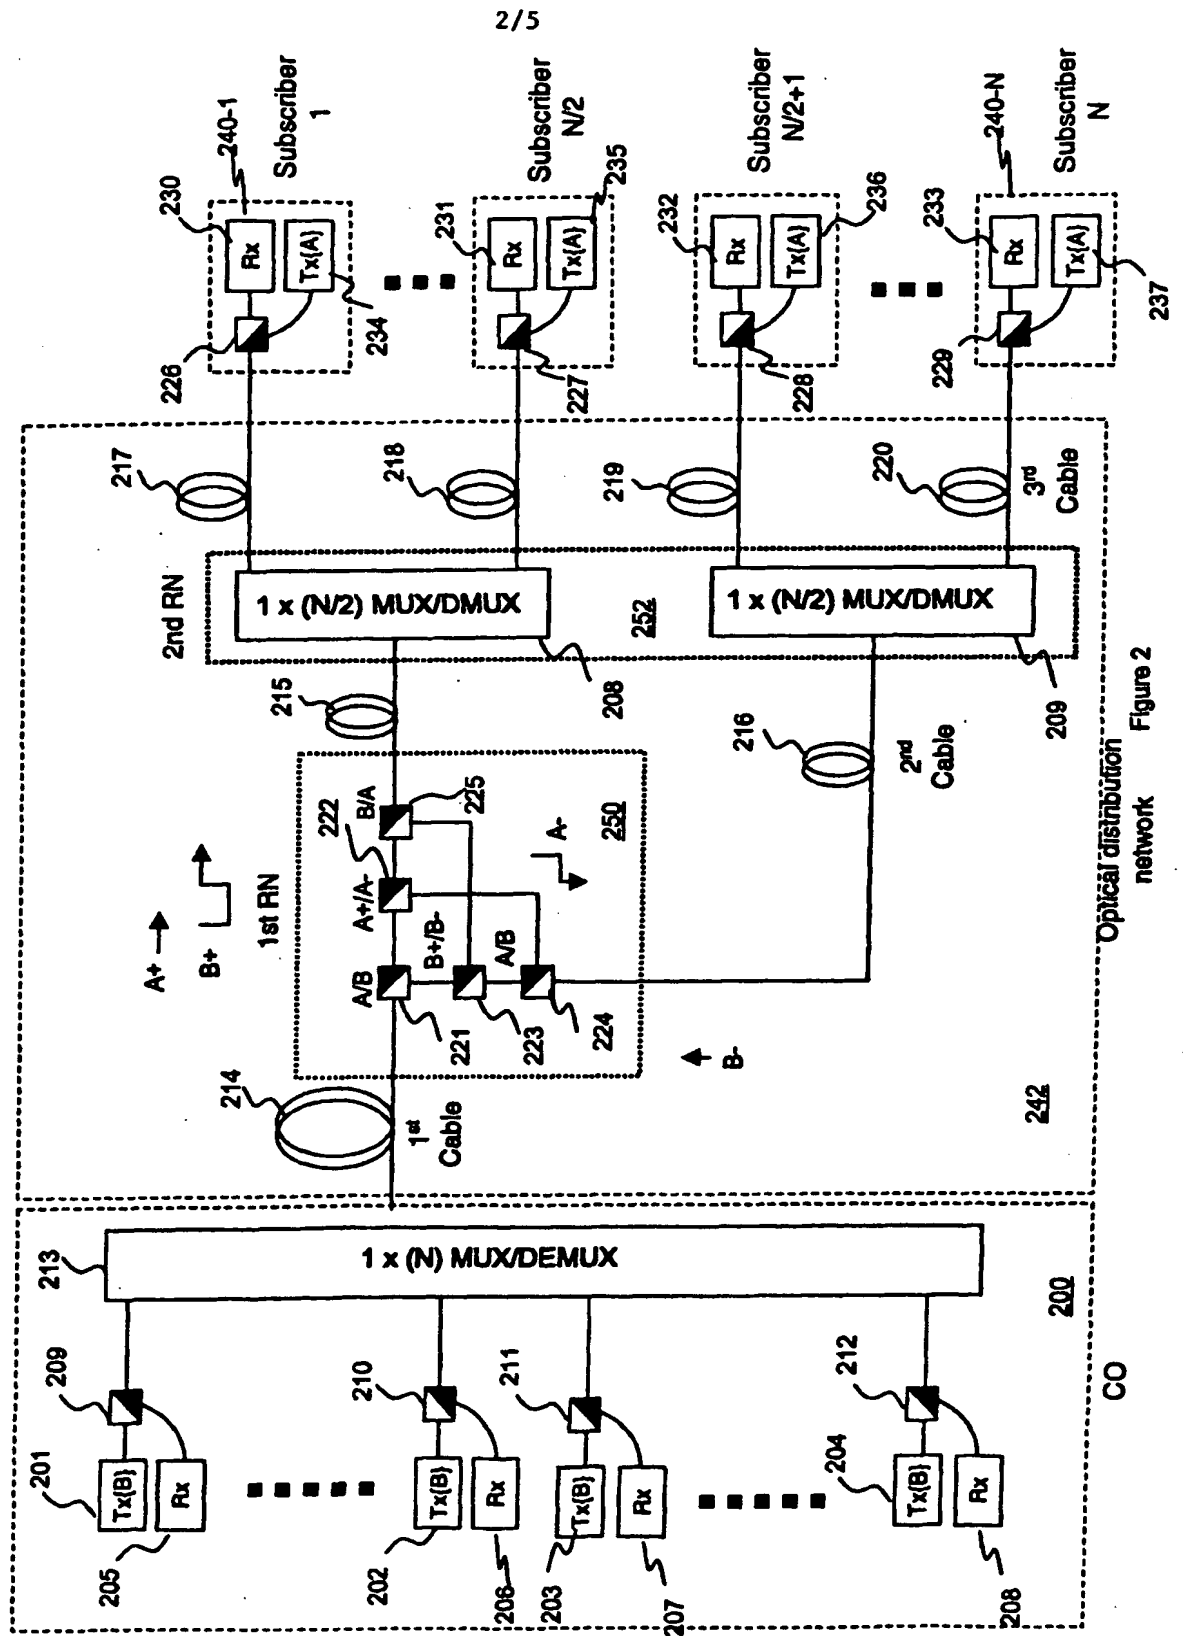 2/5
240-1
230
Rx
Tx{A}
226
234
Subscriber
1
231
Rx
Tx{A}
235
227
Subscriber
N/2
232
Rx
Tx{A}
236
228
Subscriber
N/2+1
240-N
233
Rx
Tx{A}
229
237
Subscriber
N
217
218
219
220
3rd
Cable
2nd RN
1 x (N/2) MUX/DMUX
208
252
1 x (N/2) MUX/DMUX
209
215
216
2nd
Cable
A+
B+
1st RN
A/B
A+/A-
222
B/A
225
B+/B-
A/B
221
223
224
A-
250
B-
214
1st
Cable
242
Optical distribution
network
Figure 2
213
1 x (N) MUX/DEMUX
209
201
Tx{B}
Rx
205
210
Tx{B}
202
Rx
206
211
Tx{B}
203
Rx
207
212
204
Tx{B}
Rx
208
200
CO